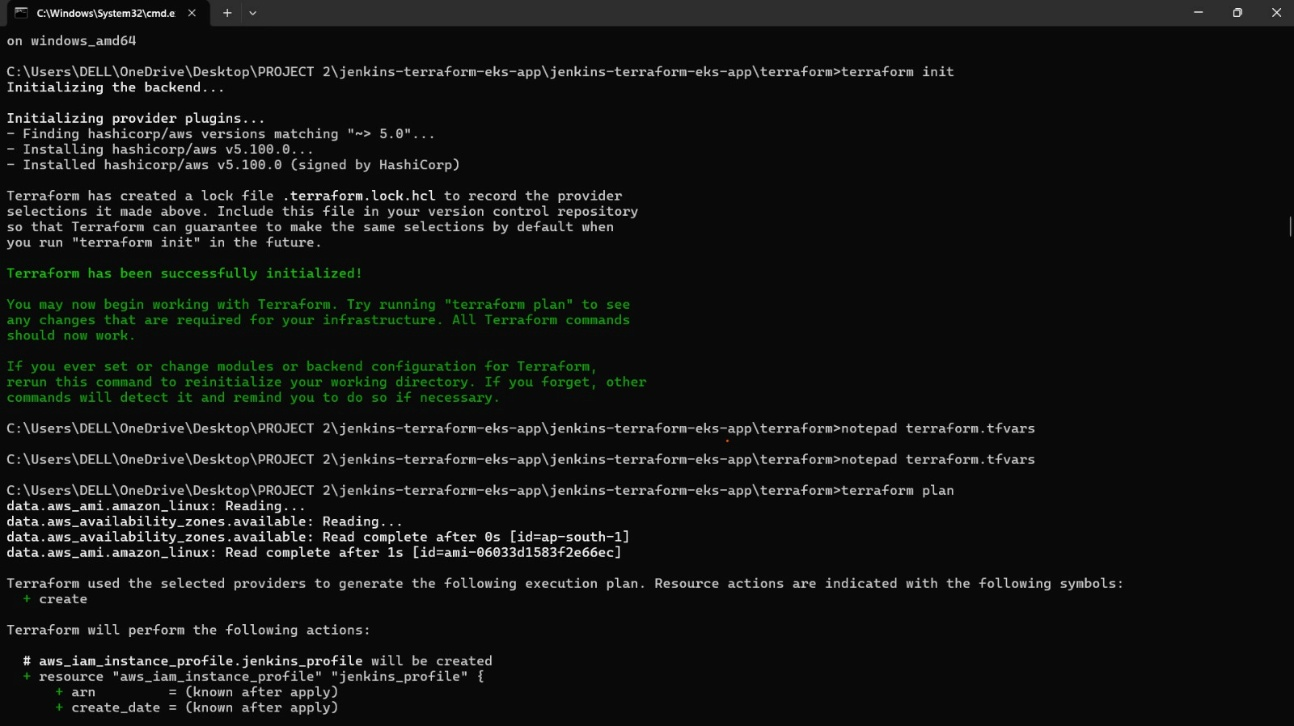 C:\Windows\System32\cmd.e
on windows_amd64
C:\Users\DELL\OneDrive\Desktop\PROJECT 2\jenkins-terraform-eks-app\jenkins-terraform-eks-app\terraform>terraform init
Initializing the backend...
Initializing provider plugins...
- Finding hashicorp/aws versions matching "~> 5.0"...
- Installing hashicorp/aws v5.100.0...
- Installed hashicorp/aws v5.100.0 (signed by HashiCorp)
Terraform has created a lock file .terraform.lock.hcl to record the provider
selections it made above. Include this file in your version control repository
so that Terraform can guarantee to make the same selections by default when
you run "terraform init" in the future.
Terraform has been successfully initialized!
You may now begin working with Terraform. Try running "terraform plan" to see
any changes that are required for your infrastructure. All Terraform commands
should now work.
If you ever set or change modules or backend configuration for Terraform,
rerun this command to reinitialize your working directory. If you forget, other
commands will detect it and remind you to do so if necessary.
C:\Users\DELL\OneDrive\Desktop\PROJECT 2\jenkins-terraform-eks-app\jenkins-terraform-eks-app\terraform>notepad terraform.tfvars
C:\Users\DELL\OneDrive\Desktop\PROJECT 2\jenkins-terraform-eks-app\jenkins-terraform-eks-app\terraform>notepad terraform.tfvars
C:\Users\DELL\OneDrive\Desktop\PROJECT 2\jenkins-terraform-eks-app\jenkins-terraform-eks-app\terraform>terraform plan
data.aws_ami.amazon_linux: Reading...
data.aws_availability_zones.available: Reading...
data.aws_availability_zones.available: Read complete after 0s [id=ap-south-1]
data.aws_ami.amazon_linux: Read complete after 1s [id=ami-06033d1583f2e66ec]
Terraform used the selected providers to generate the following execution plan. Resource actions are indicated with the following symbols:
+ create
Terraform will perform the following actions:
# aws_iam_instance_profile.jenkins_profile will be created
+ resource "aws_iam_instance_profile" "jenkins_profile" {
+ arn         = (known after apply)
+ create_date = (known after apply)